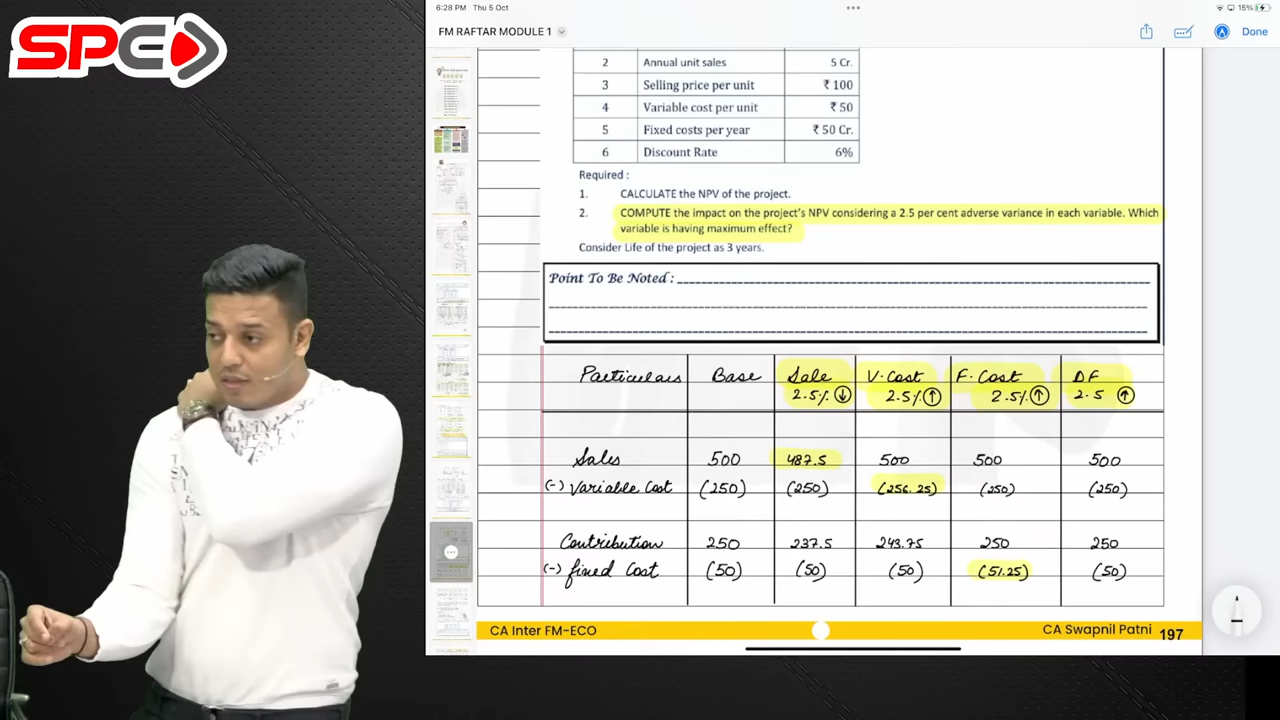 SPC
6:28 PM Thu 5 Oct
15%
FM RAFTAR MODULE 1
Done
2 Annual unit sales 5 Cr.
3 Selling price per unit ₹ 100
4 Variable cost per unit ₹ 50
5 Fixed costs per year ₹ 50 Cr.
6 Discount Rate 6%
Required :
1. CALCULATE the NPV of the project.
2. COMPUTE the impact on the project's NPV considering a 2.5 per cent adverse variance in each variable. Which
variable is having maximum effect?
Consider Life of the project as 3 years.
Point To Be Noted :
Particulars Base Sale V. Cost F. Cost DF
2.5% ↓ 2.5% ↑ 2.5% ↑ 2.5 ↑
Sales 500 487.5 500 500 500
(-) Variable Cost (250) (250) (256.25) (250) (250)
Contribution 250 237.5 243.75 250 250
(-) fixed Cost (50) (50) (50) (51.25) (50)
CA Inter FM-ECO
CA Swapnil Patni 197